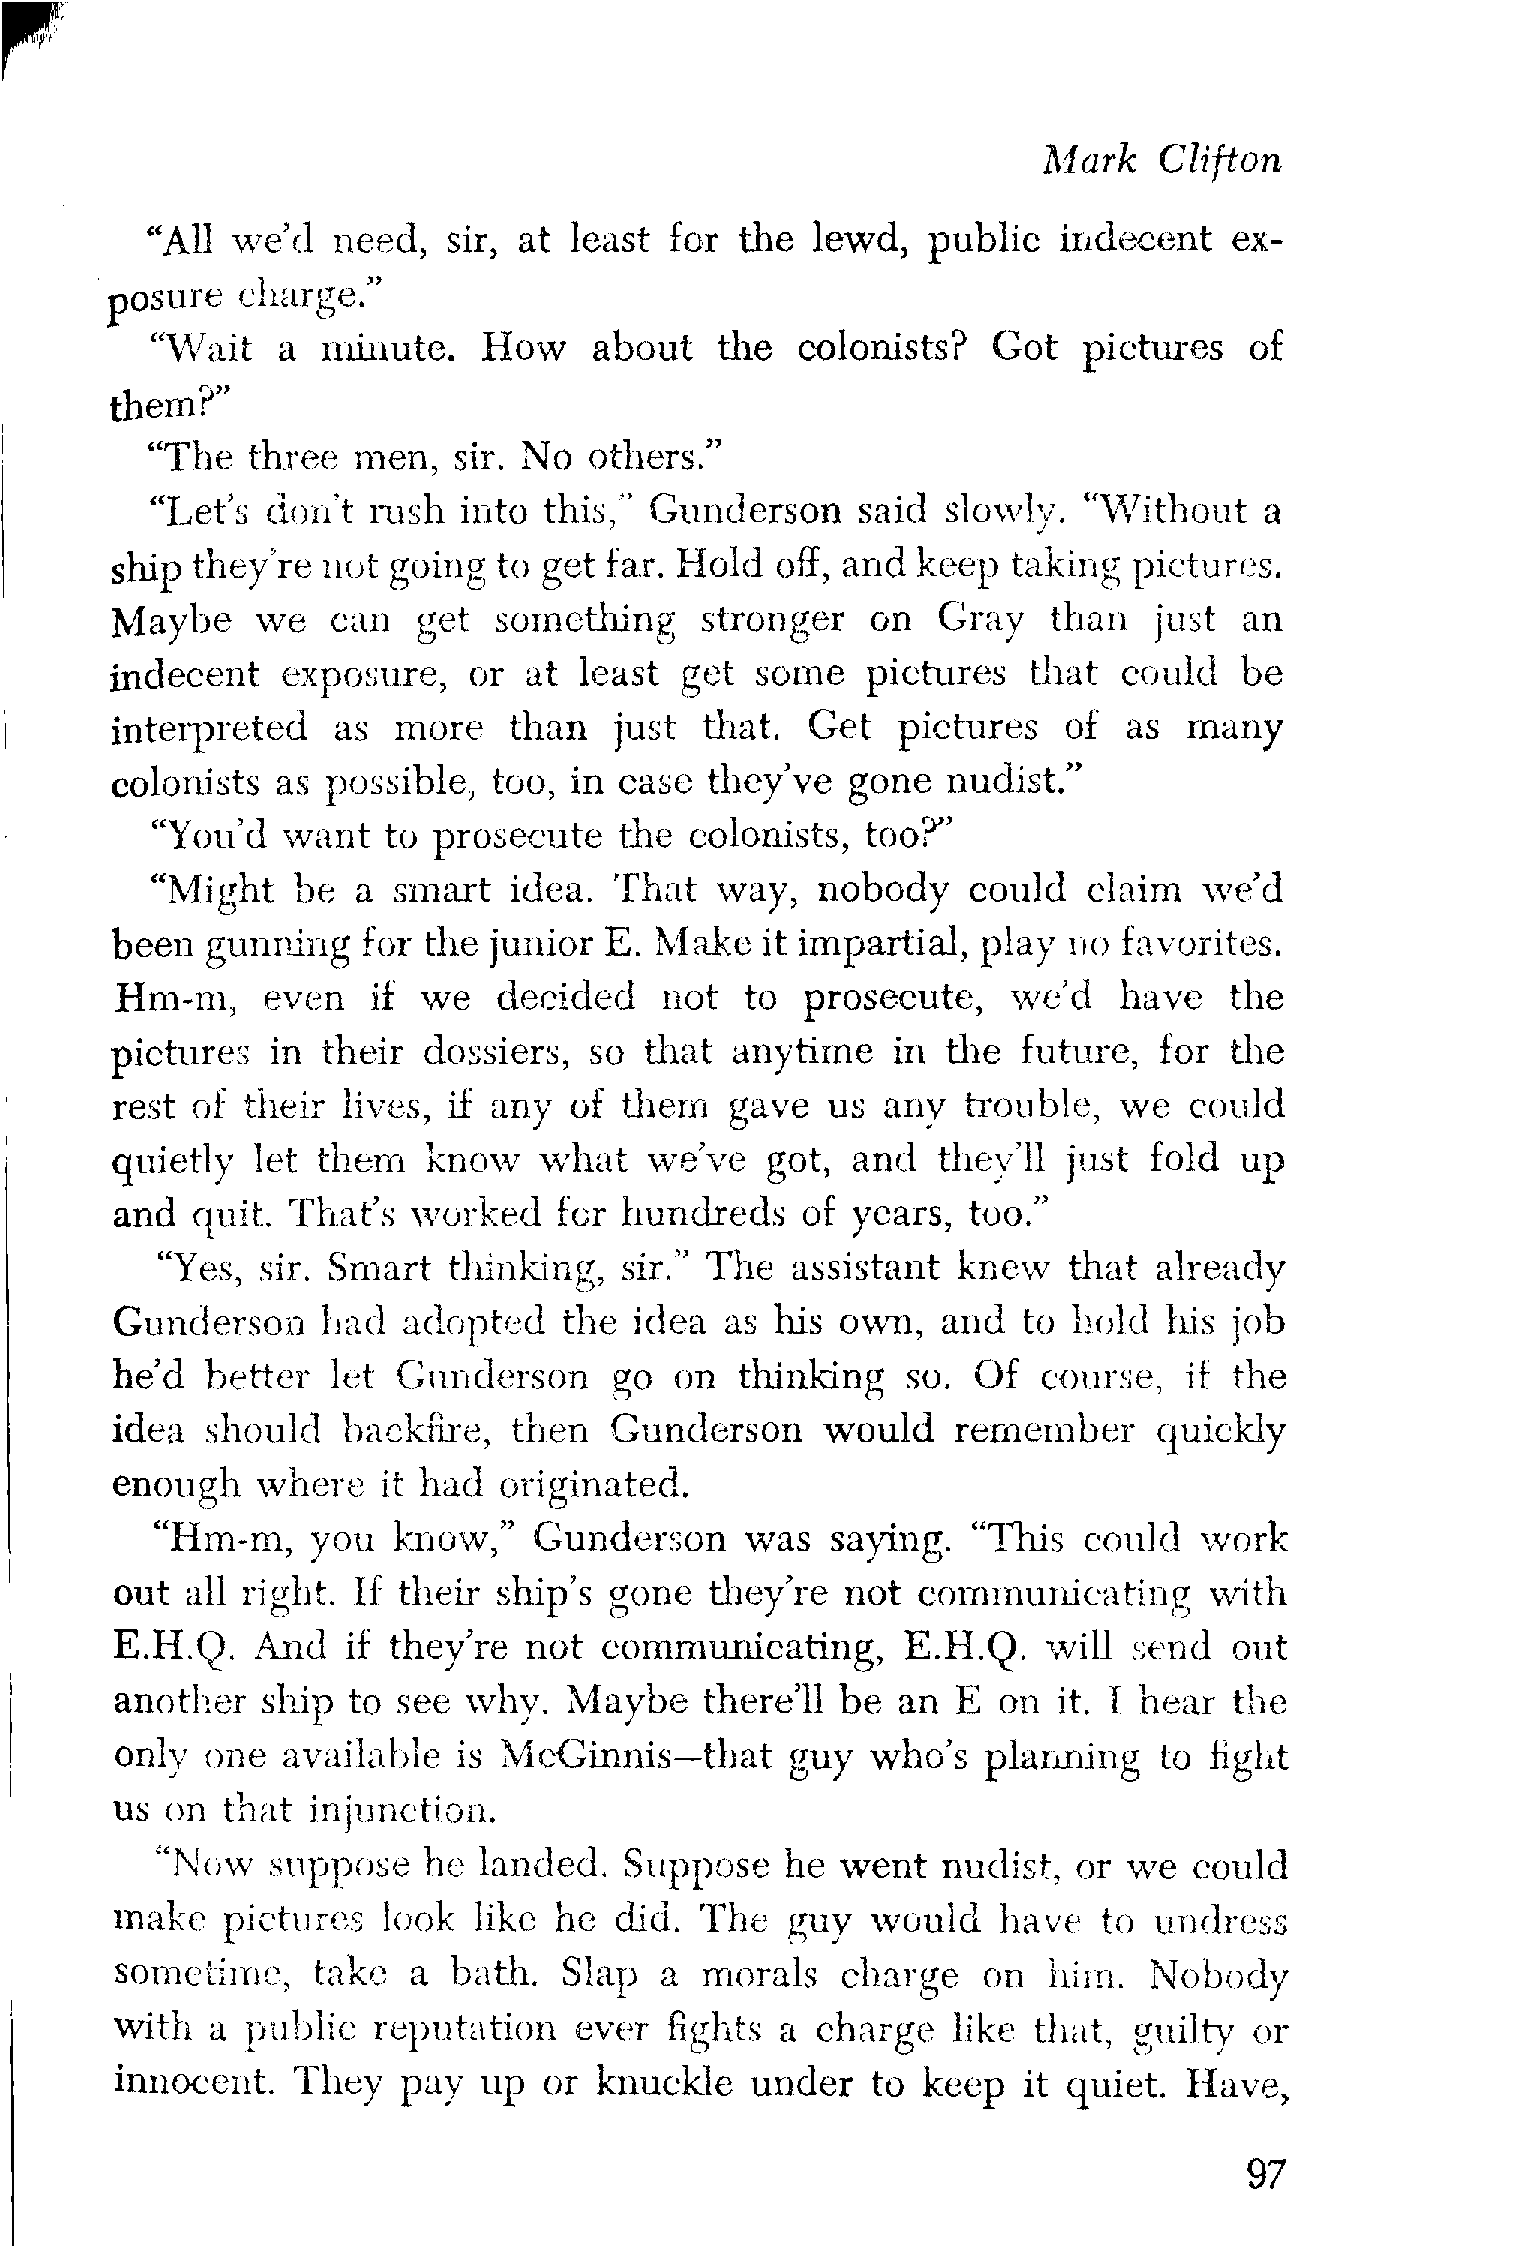 Mark Clifton
“All we’d need, sir, at least for the lewd, public indecent ex-
posure charge.”
“Wait a minute. How about the colonists? Got pictures of
them?”
“The three men, sir. No others.”
“Let’s don’t rush into this,” Gunderson said slowly. “Without a
ship they’re not going to get far. Hold off, and keep taking pictures.
Maybe we can get something stronger on Gray than just an
indecent exposure, or at least get some pictures that could be
interpreted as more than just that. Get pictures of as many
colonists as possible, too, in case they’ve gone nudist.”
“You’d want to prosecute the colonists, too?”
“Might be a smart idea. That way, nobody could claim we’d
been gunning for the junior E. Make it impartial, play no favorites.
Hm-m, even if we decided not to prosecute, we’d have the
pictures in their dossiers, so that anytime in the future, for the
rest of their lives, if any of them gave us any trouble, we could
quietly let them know what we’ve got, and they’ll just fold up
and quit. That’s worked for hundreds of years, too.”
“Yes, sir. Smart thinking, sir.” The assistant knew that already
Gunderson had adopted the idea as his own, and to hold his job
he’d better let Gunderson go on thinking so. Of course, if the
idea should backfire, then Gunderson would remember quickly
enough where it had originated.
“Hm-m, you know,” Gunderson was saying. “This could work
out all right. If their ship’s gone they’re not communicating with
E.H.Q. And if they’re not communicating, E.H.Q. will send out
another ship to see why. Maybe there’ll be an E on it. I hear the
only one available is McGinnis—that guy who’s planning to fight
us on that injunction.
“Now suppose he landed. Suppose he went nudist, or we could
make pictures look like he did. The guy would have to undress
sometime, take a bath. Slap a morals charge on him. Nobody
with a public reputation ever fights a charge like that, guilty or
innocent. They pay up or knuckle under to keep it quiet. Have,
97